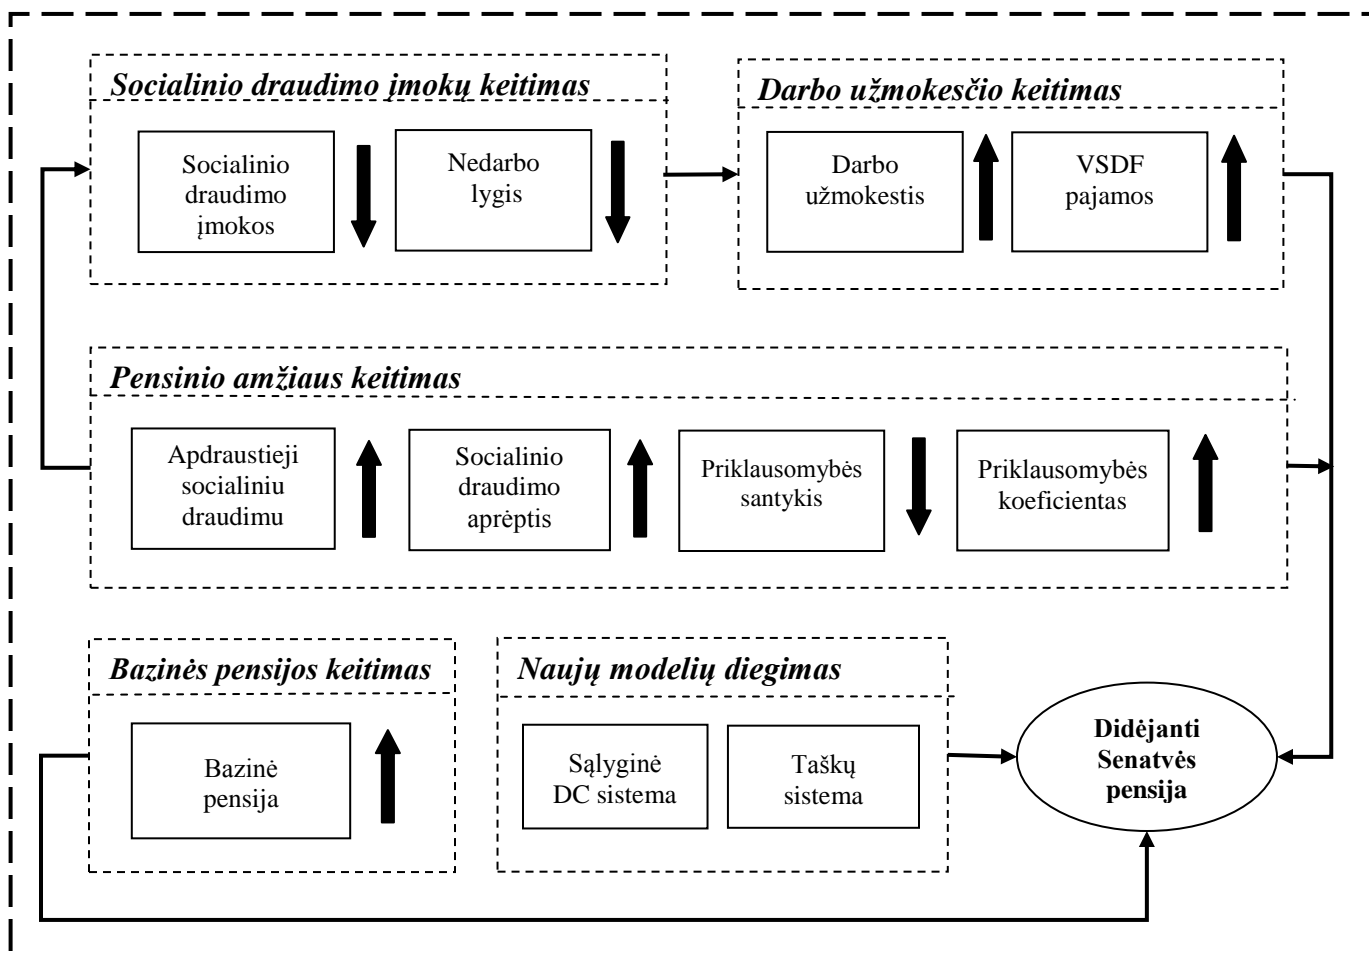 Socialinio draudimo įmokų keitimas
Socialinio
draudimo
įmokos
Nedarbo
lygis
Darbo užmokesčio keitimas
Darbo
užmokestis
VSDF
pajamos
Pensinio amžiaus keitimas
Apdraustieji
socialiniu
draudimu
Socialinio
draudimo
aprėptis
Priklausomybės
santykis
Priklausomybės
koeficientas
Bazinės pensijos keitimas
Bazinė
pensija
Naujų modelių diegimas
Sąlyginė
DC sistema
Taškų
sistema
Didėjanti
Senatvės
pensija